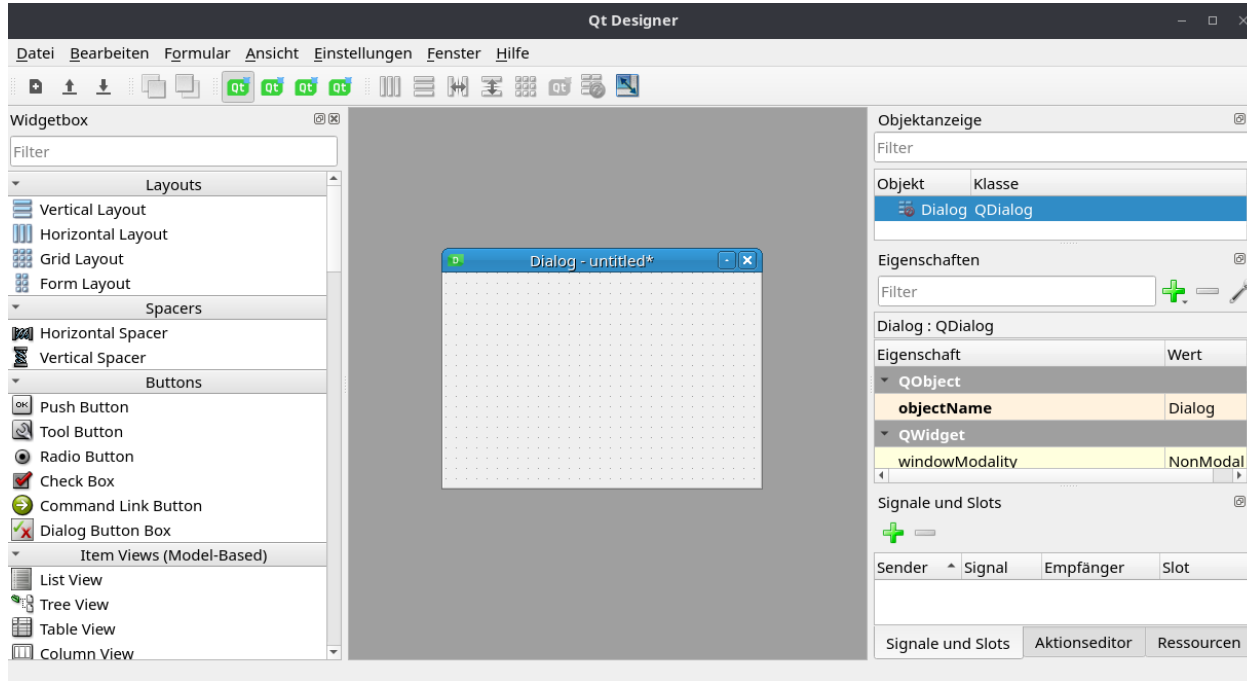 Qt Designer
Datei Bearbeiten Formular Ansicht Einstellungen Fenster Hilfe
Widgetbox
Filter
Layouts
Vertical Layout
Horizontal Layout
Grid Layout
Form Layout
Spacers
Horizontal Spacer
Vertical Spacer
Buttons
Push Button
Tool Button
Radio Button
Check Box
Command Link Button
Dialog Button Box
Item Views (Model-Based)
List View
Tree View
Table View
Column View
Dialog - untitled*
Objektanzeige
Filter
Objekt Klasse
Dialog QDialog
Eigenschaften
Filter
Dialog : QDialog
Eigenschaft Wert
QObject
objectName Dialog
QWidget
windowModality NonModal
Signale und Slots
Sender Signal Empfänger Slot
Signale und Slots Aktionseditor Ressourcen